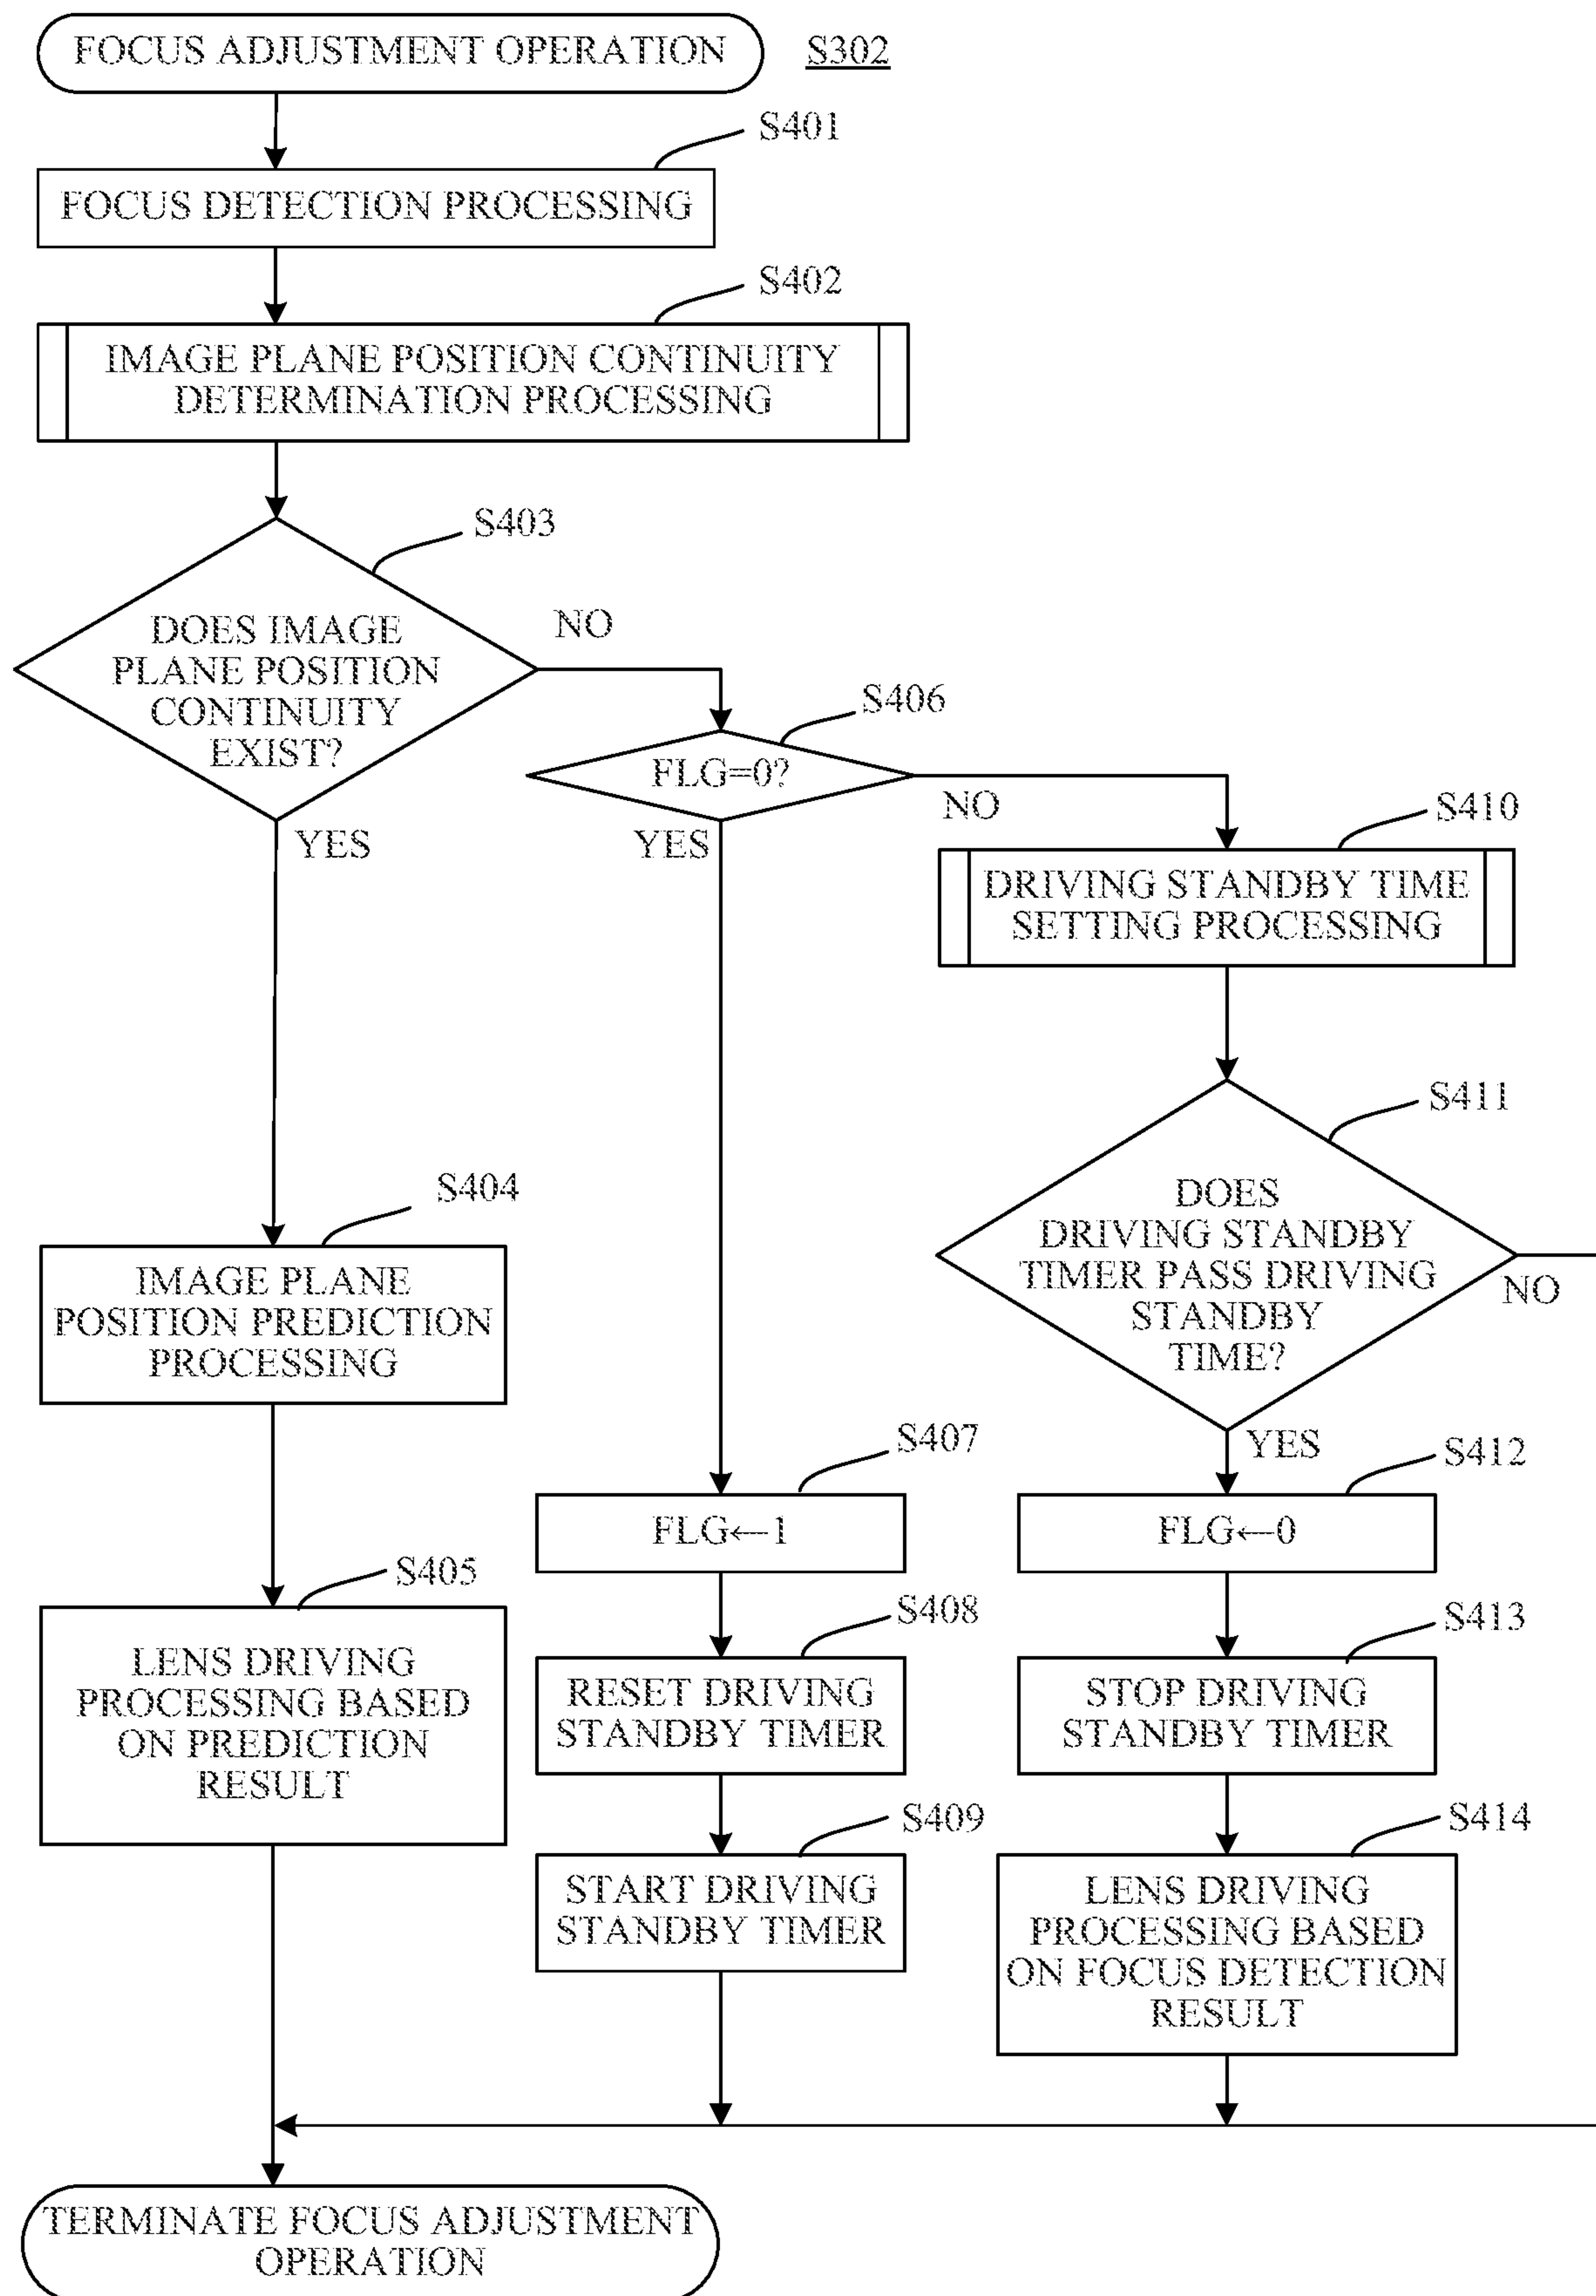 FOCUS ADJUSTMENT OPERATION
S302
S401
FOCUS DETECTION PROCESSING
S402
IMAGE PLANE POSITION CONTINUITY
DETERMINATION PROCESSING
S403
DOES IMAGE
PLANE POSITION
CONTINUITY
EXIST?
NO
YES
S406
FLG=0?
NO
YES
S410
DRIVING STANDBY TIME
SETTING PROCESSING
S411
DOES
DRIVING STANDBY
TIMER PASS DRIVING
STANDBY
TIME?
NO
YES
S404
IMAGE PLANE
POSITION PREDICTION
PROCESSING
S405
LENS DRIVING
PROCESSING BASED
ON PREDICTION
RESULT
S407
FLG←1
S408
RESET DRIVING
STANDBY TIMER
S409
START DRIVING
STANDBY TIMER
S412
FLG←0
S413
STOP DRIVING
STANDBY TIMER
S414
LENS DRIVING
PROCESSING BASED
ON FOCUS DETECTION
RESULT
TERMINATE FOCUS ADJUSTMENT
OPERATION